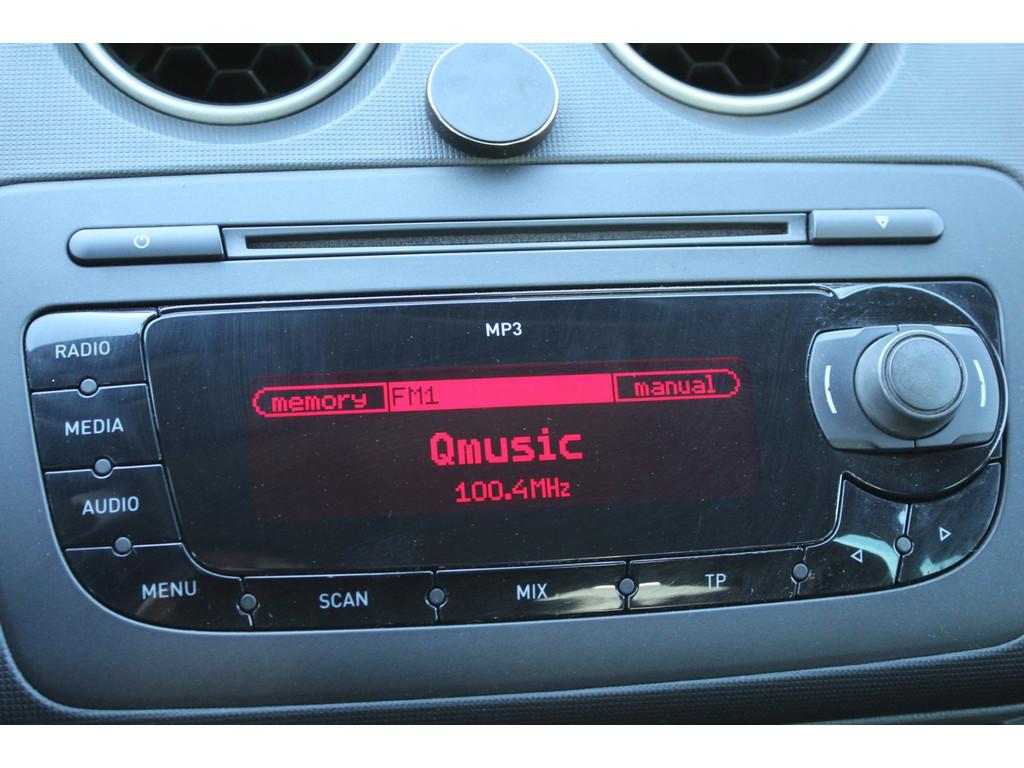 MP3
RADIO
MEDIA
AUDIO
memory FM1 manual
Qmusic
100.4MHz
MENU SCAN MIX TP